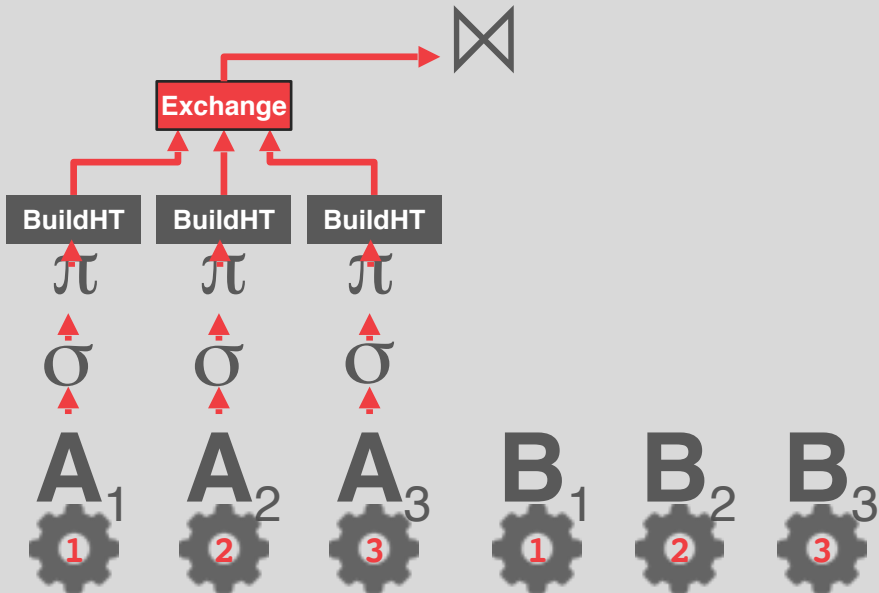 ⋈
Exchange
BuildHT BuildHT BuildHT
π π π
σ σ σ
A1 A2 A3 B1 B2 B3
1 2 3 1 2 3